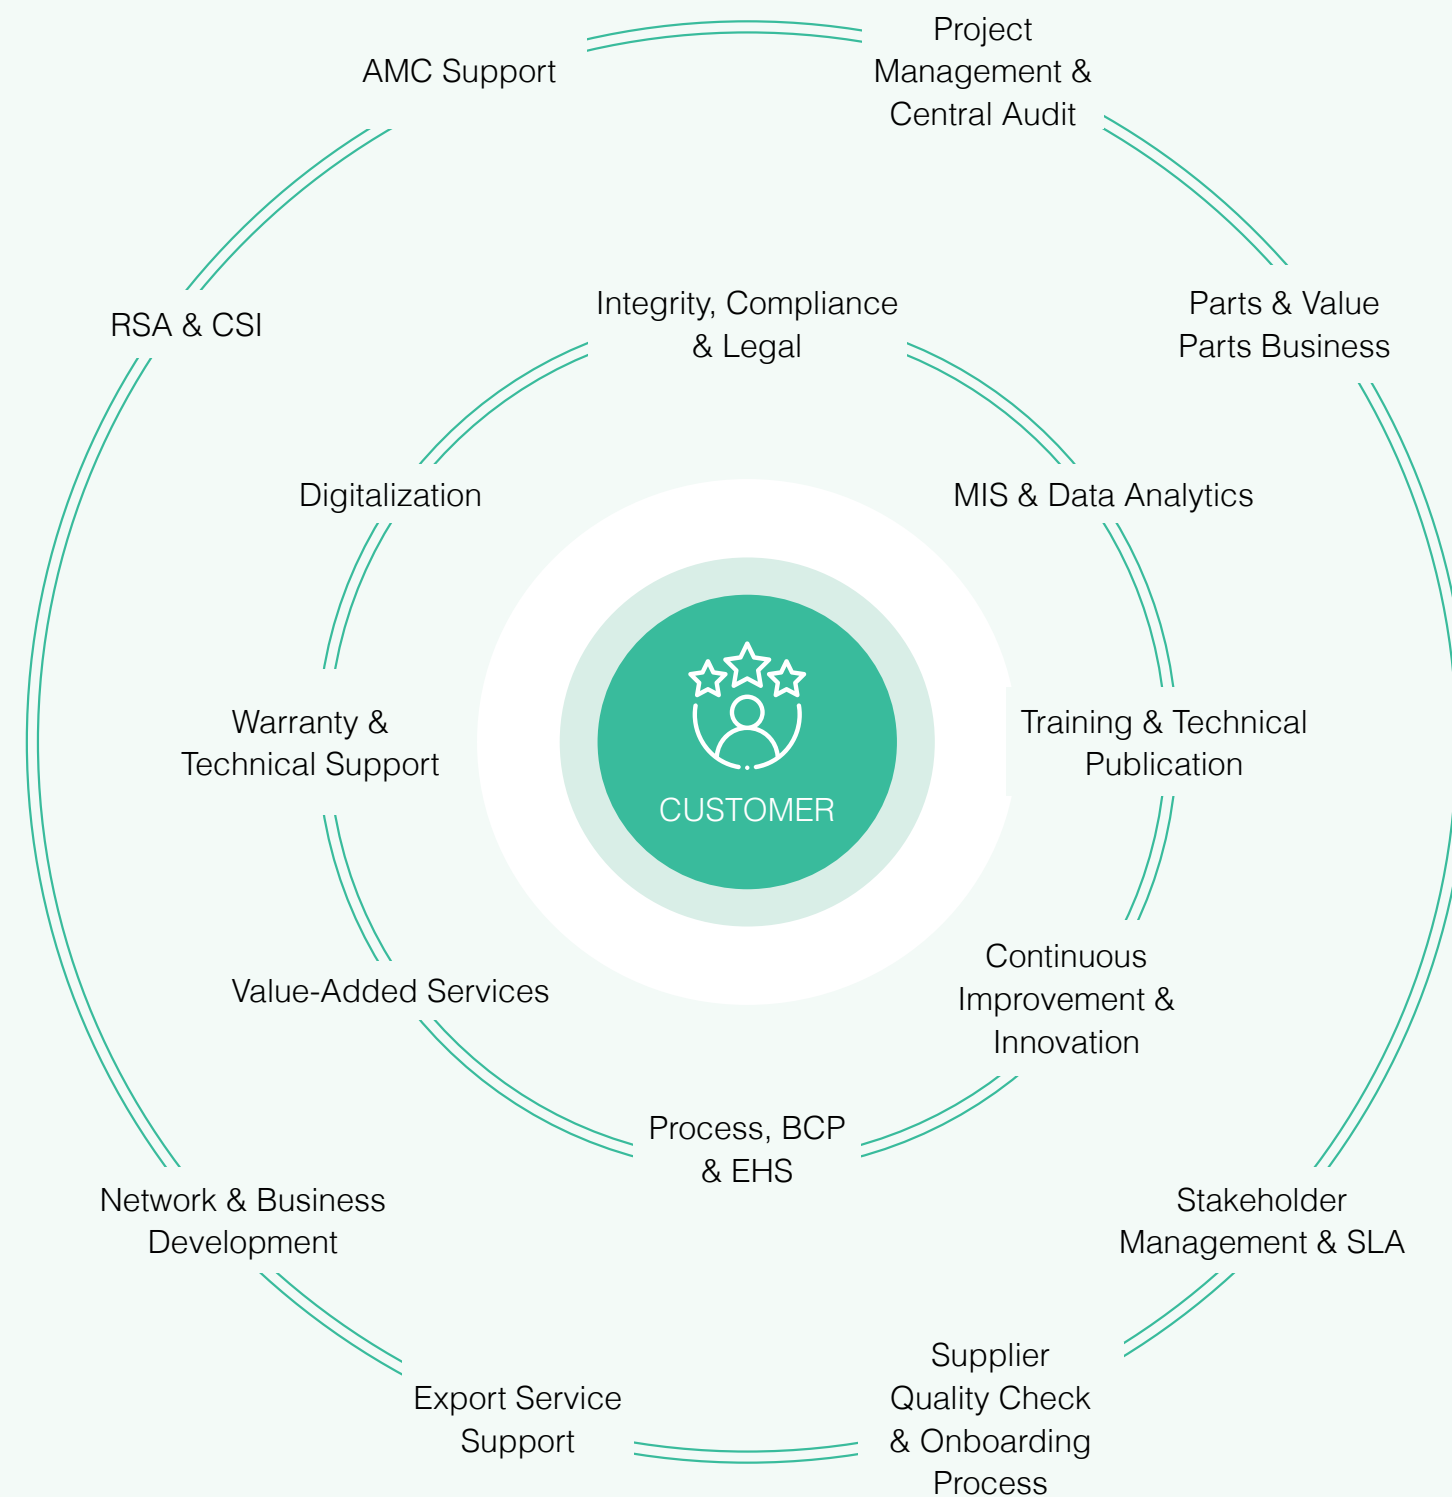 Project
Management &
Central Audit
AMC Support
Integrity, Compliance
& Legal
Parts & Value
Parts Business
RSA & CSI
Digitalization
MIS & Data Analytics
Warranty &
Technical Support
CUSTOMER
Training & Technical
Publication
Value-Added Services
Continuous
Improvement &
Innovation
Process, BCP
& EHS
Network & Business
Development
Stakeholder
Management & SLA
Export Service
Support
Supplier
Quality Check
& Onboarding
Process